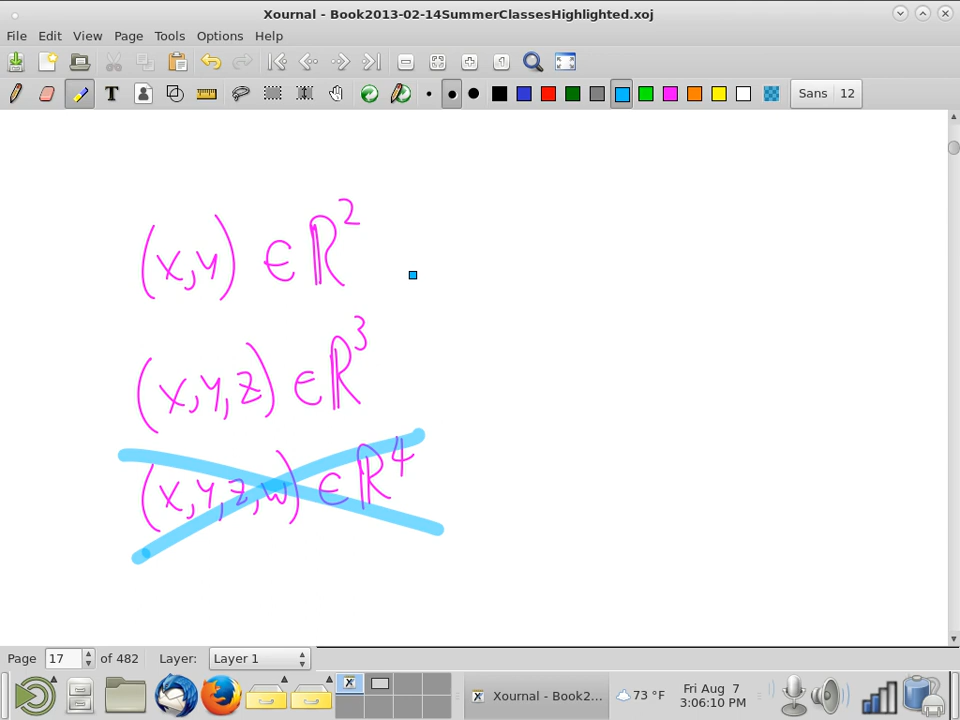 Xournal - Book2013-02-14SummerClassesHighlighted.xoj
File Edit View Page Tools Options Help
T Sans 12
(x,y) ∈ ℝ²
(x,y,z) ∈ ℝ³
(x,y,z,w) ∈ ℝ⁴
Page 17 of 482 Layer: Layer 1
Xournal - Book2... 73 °F Fri Aug 7
3:06:10 PM